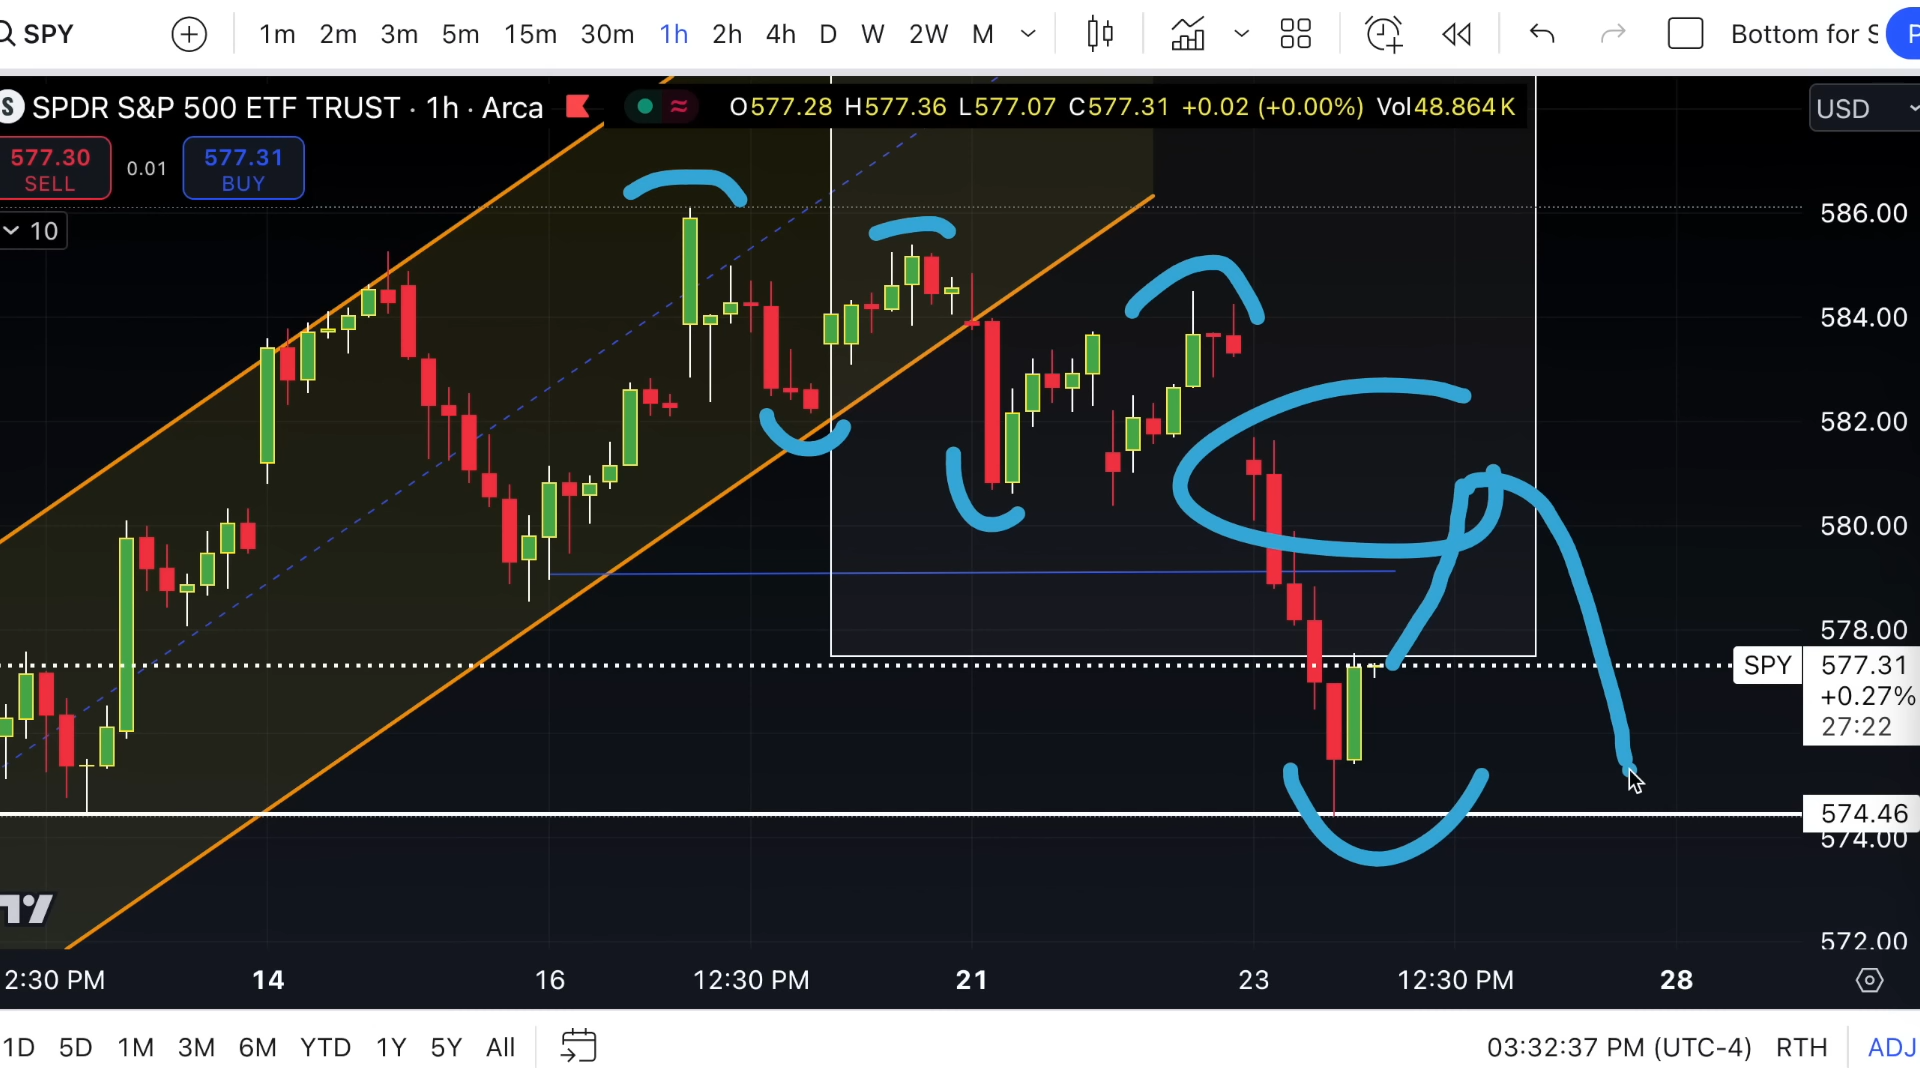 SPY 1m 2m 3m 5m 15m 30m 1h 2h 4h D W 2W M Bottom for S P
S SPDR S&P 500 ETF TRUST · 1h · Arca O577.28 H577.36 L577.07 C577.31 +0.02 (+0.00%) Vol48.864K USD
577.30 SELL 0.01 577.31 BUY
10
586.00
584.00
582.00
580.00
578.00
SPY 577.31
+0.27%
27:22
574.46
574.00
572.00
2:30 PM 14 16 12:30 PM 21 23 12:30 PM 28
1D 5D 1M 3M 6M YTD 1Y 5Y All 03:32:37 PM (UTC-4) RTH ADJ